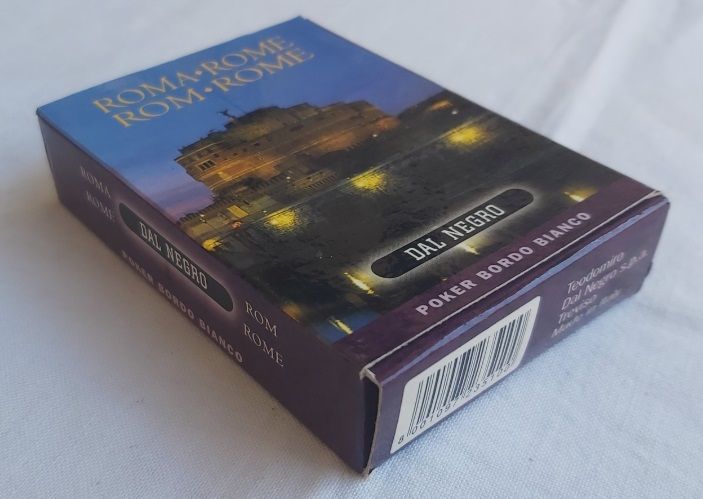 ROMA•ROME
ROM•ROME
DAL NEGRO
POKER BORDO BIANCO
ROMA
ROME
DAL NEGRO
ROM
ROME
POKER BORDO BIANCO
Teodomiro
Dal Negro S.p.a.
Treviso
Made in Italy